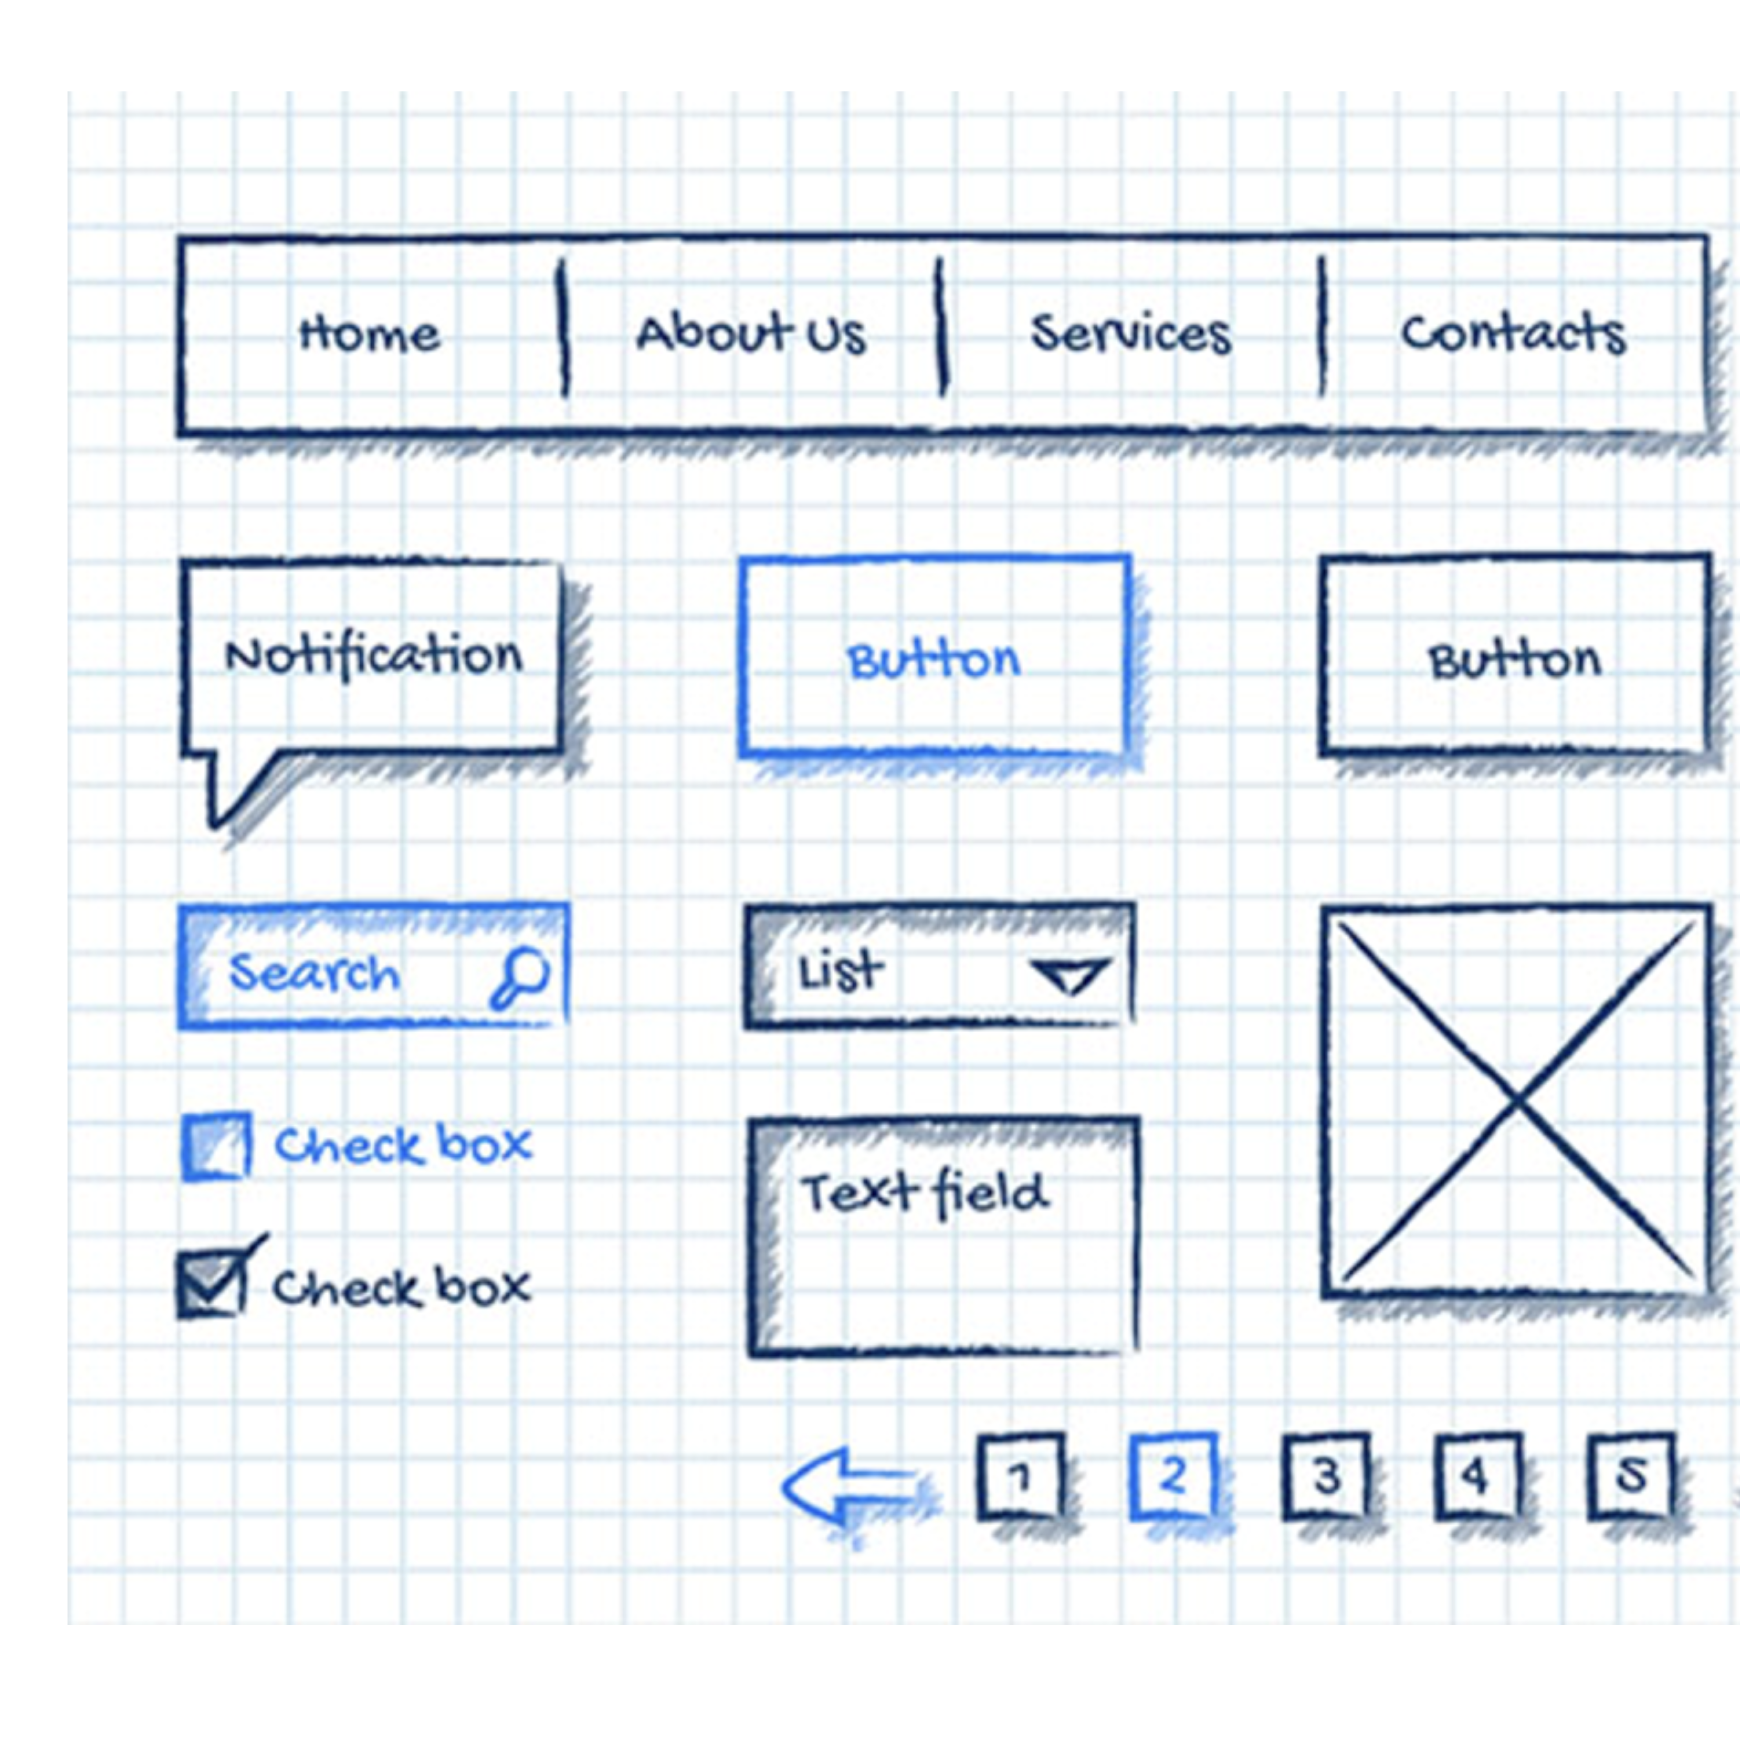 Home About Us Services Contacts
Notification Button Button
Search List
Check box
Text field
Check box
1 2 3 4 5